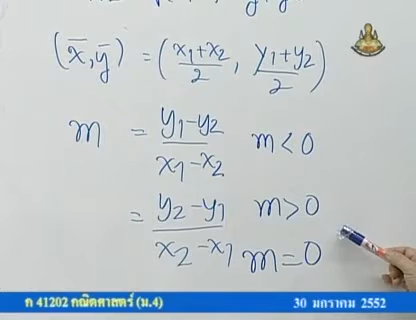 (x̄, ȳ) = (x₁+x₂/2, y₁+y₂/2)
m = y₁-y₂/x₁-x₂ m<0
= y₂-y₁/x₂-x₁ m>0
m=0
ค 41202 คณิตศาสตร์ (ม.4) 30 มกราคม 2552